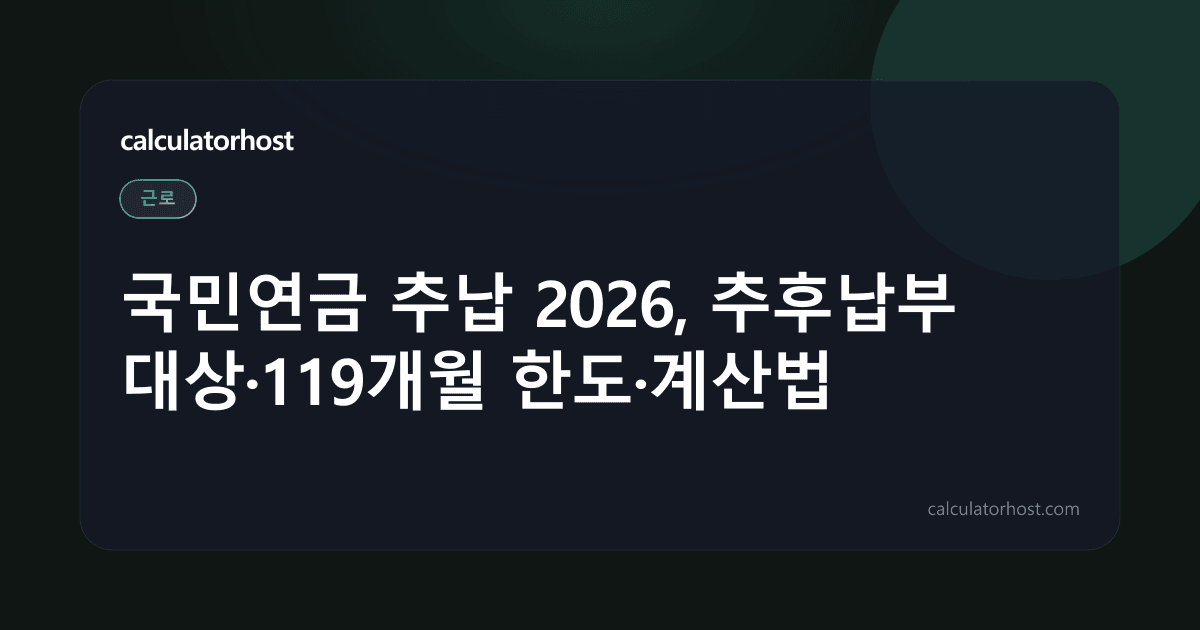 calculatorhost
근로
국민연금 추납 2026, 추후납부
대상·119개월 한도·계산법
calculatorhost.com